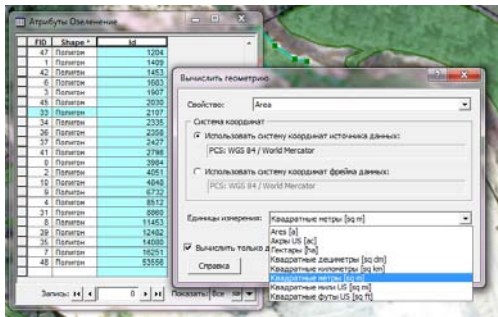 Атрибуты Озеленение
FID Shape * Id
47 Полигон 1204
1 Полигон 1409
42 Полигон 1453
6 Полигон 1683
3 Полигон 1907
45 Полигон 2030
33 Полигон 2107
34 Полигон 2335
36 Полигон 2358
37 Полигон 2427
41 Полигон 2798
0 Полигон 3984
2 Полигон 4051
10 Полигон 4848
9 Полигон 6732
4 Полигон 8512
31 Полигон 8860
8 Полигон 11453
39 Полигон 12482
35 Полигон 14080
7 Полигон 16251
48 Полигон 53556
Запись: 0 Показать: Все
Вычислить геометрию
Свойство: Area
Система координат
Использовать систему координат источника данных:
PCS: WGS 84 / World Mercator
Использовать систему координат фрейма данных:
PCS: WGS 84 / World Mercator
Единицы измерения: Квадратные метры [sq m]
Ares [a]
Акры US [ac]
Гектары [ha]
Квадратные дециметры [sq dm]
Квадратные километры [sq km]
Квадратные метры [sq m]
Квадратные мили US [sq mi]
Квадратные футы US [sq ft]
Вычислить только д
Справка